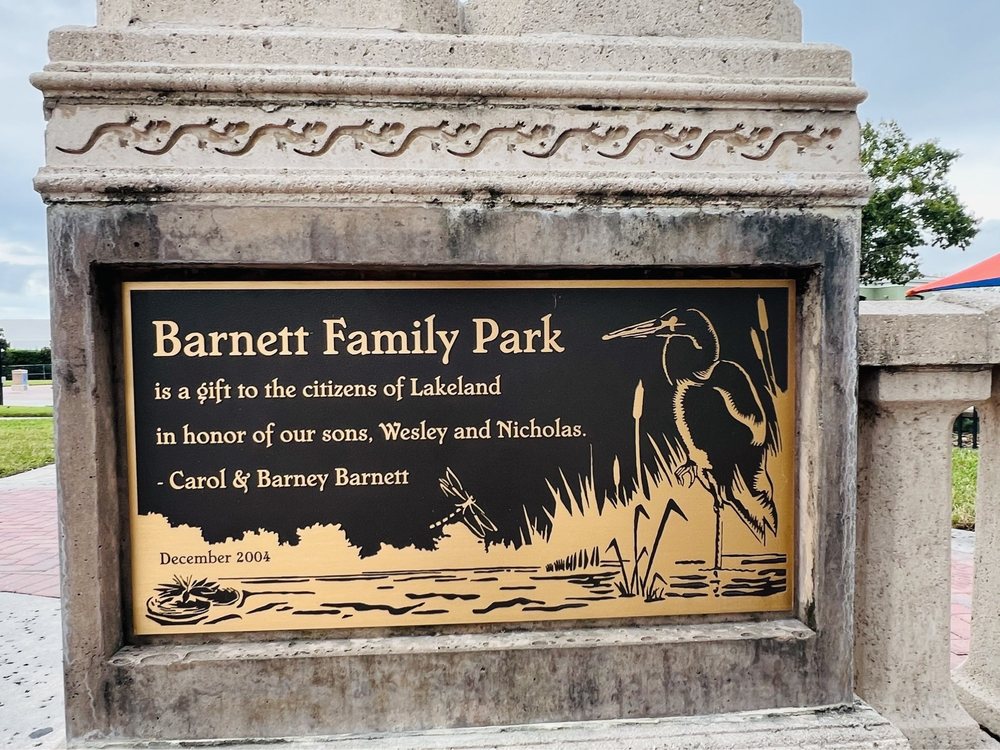 Barnett Family Park
is a gift to the citizens of Lakeland
in honor of our sons, Wesley and Nicholas.
- Carol & Barney Barnett
December 2004